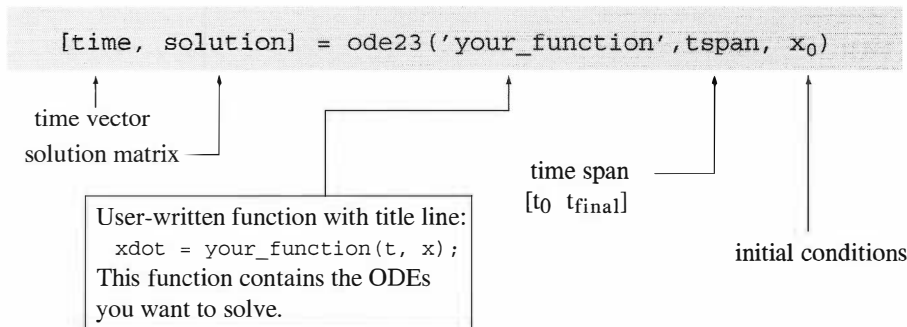 [time, solution] = ode23('your_function',tspan, x0)
time vector
solution matrix
time span
[t0 tfinal]
initial conditions
User-written function with title line:
xdot = your_function(t, x);
This function contains the ODEs
you want to solve.